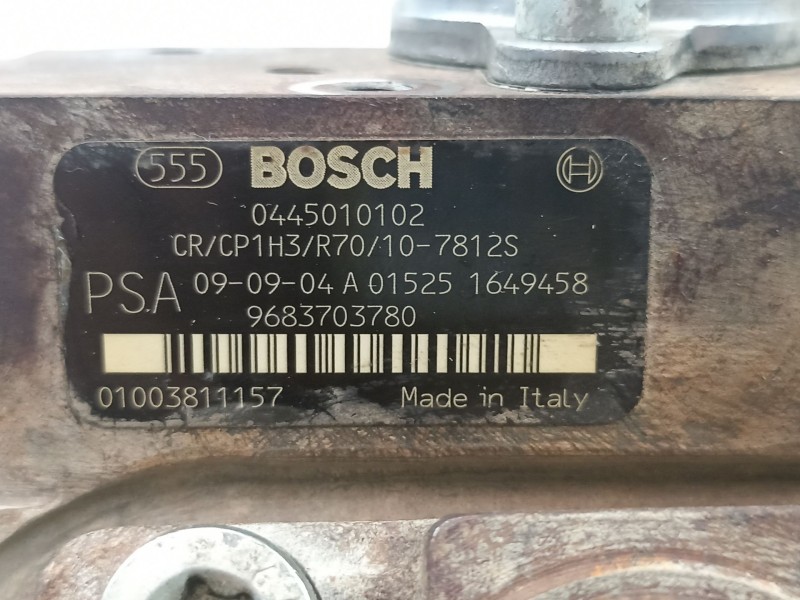 555 BOSCH
0445010102
CR/CP1H3/R70/10-7812S
PSA 09-09-04 A 01525 1649458
9683703780
01003811157 Made in Italy